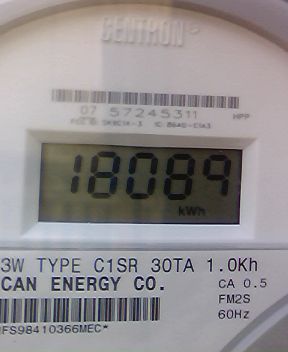 CENTRON®
07 57245311 HPP
18089
kWh
3W TYPE C1SR 30TA 1.0Kh
CAN ENERGY CO. CA 0.5
FM2S
60Hz
FS98410366MEC*